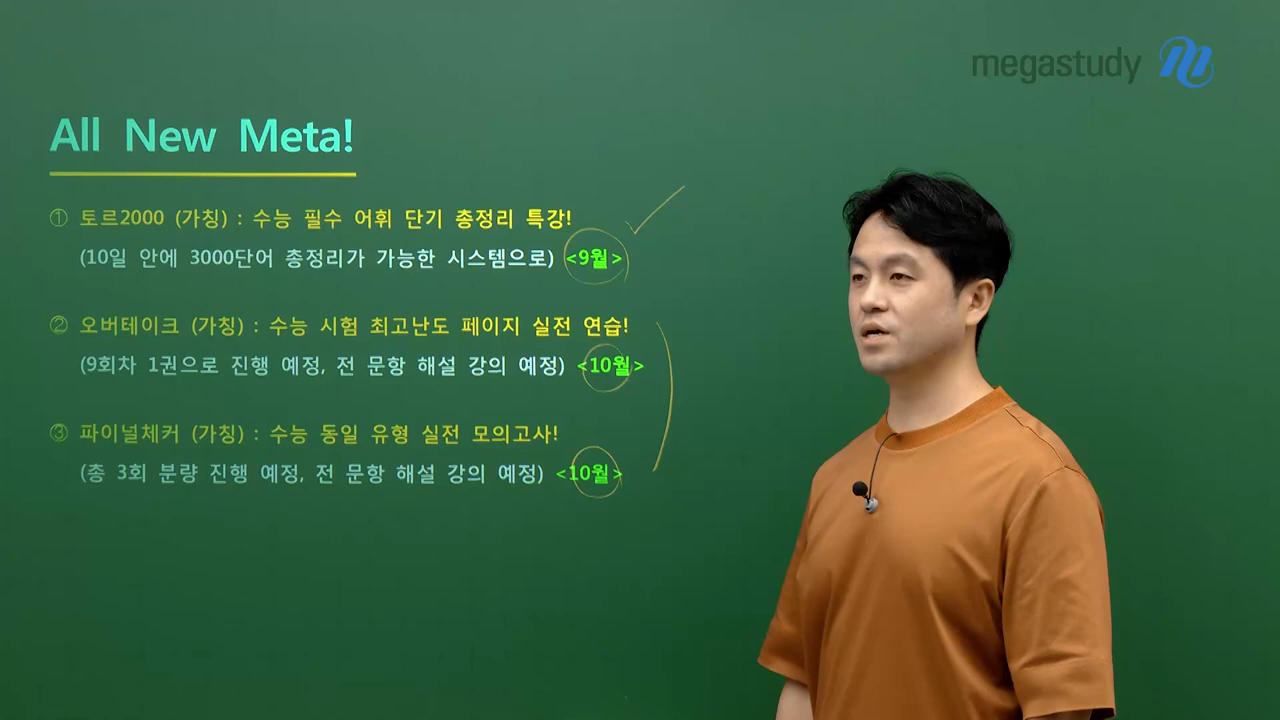 megastudy
All New Meta!
① 토르2000 (가칭) : 수능 필수 어휘 단기 총정리 특강!
(10일 안에 3000단어 총정리가 가능한 시스템으로) <9월>
② 오버테이크 (가칭) : 수능 시험 최고난도 페이지 실전 연습!
(9회차 1권으로 진행 예정, 전 문항 해설 강의 예정) <10월>
③ 파이널체커 (가칭) : 수능 동일 유형 실전 모의고사!
(총 3회 분량 진행 예정, 전 문항 해설 강의 예정) <10월>